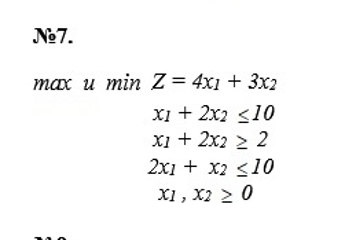 №7.
max и min Z = 4x1 + 3x2
x1 + 2x2 ≤10
x1 + 2x2 ≥ 2
2x1 + x2 ≤10
x1 , x2 ≥ 0